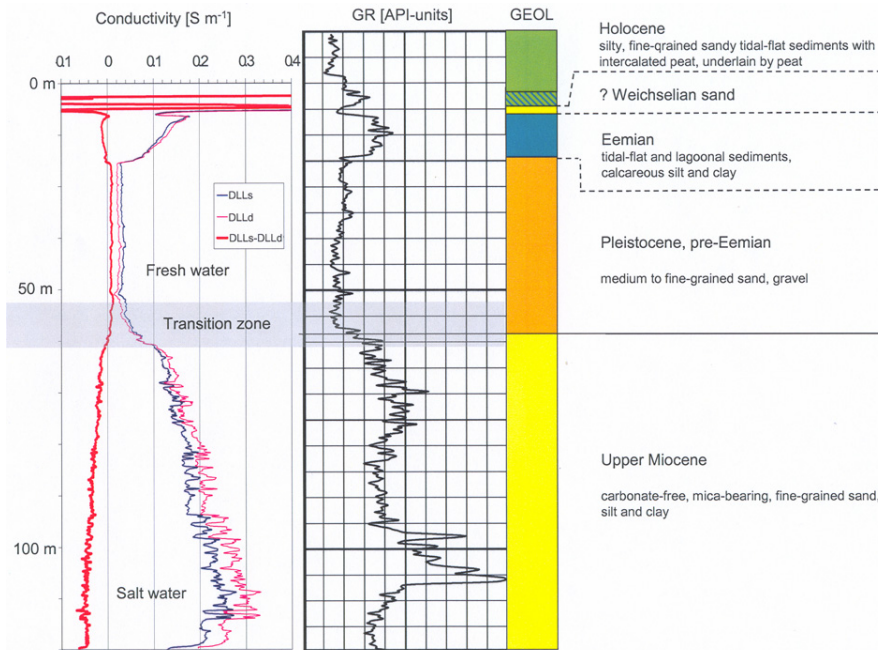 Conductivity [S m⁻¹]
0.1 0 0.1 0.2 0.3 0.4
0 m
50 m
100 m
DLLs
DLLd
DLLs-DLLd
Fresh water
Transition zone
Salt water
GR [API-units]
GEOL
Holocene
silty, fine-qrained sandy tidal-flat sediments with
intercalated peat, underlain by peat
? Weichselian sand
Eemian
tidal-flat and lagoonal sediments,
calcareous silt and clay
Pleistocene, pre-Eemian
medium to fine-grained sand, gravel
Upper Miocene
carbonate-free, mica-bearing, fine-grained sand,
silt and clay